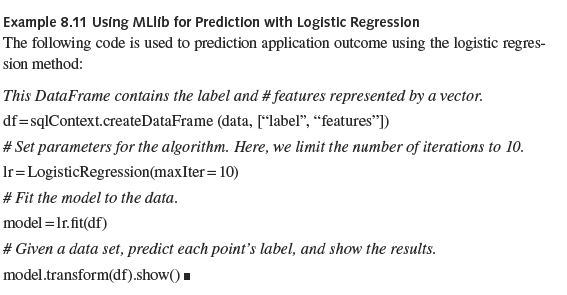 Example 8.11 Using MLlib for Prediction with Logistic Regression
The following code is used to prediction application outcome using the logistic regres-
sion method:
This DataFrame contains the label and # features represented by a vector.
df = sqlContext.createDataFrame (data, [“label”, “features”])
# Set parameters for the algorithm. Here, we limit the number of iterations to 10.
lr = LogisticRegression(maxIter = 10)
# Fit the model to the data.
model = lr.fit(df)
# Given a data set, predict each point’s label, and show the results.
model.transform(df).show() ■